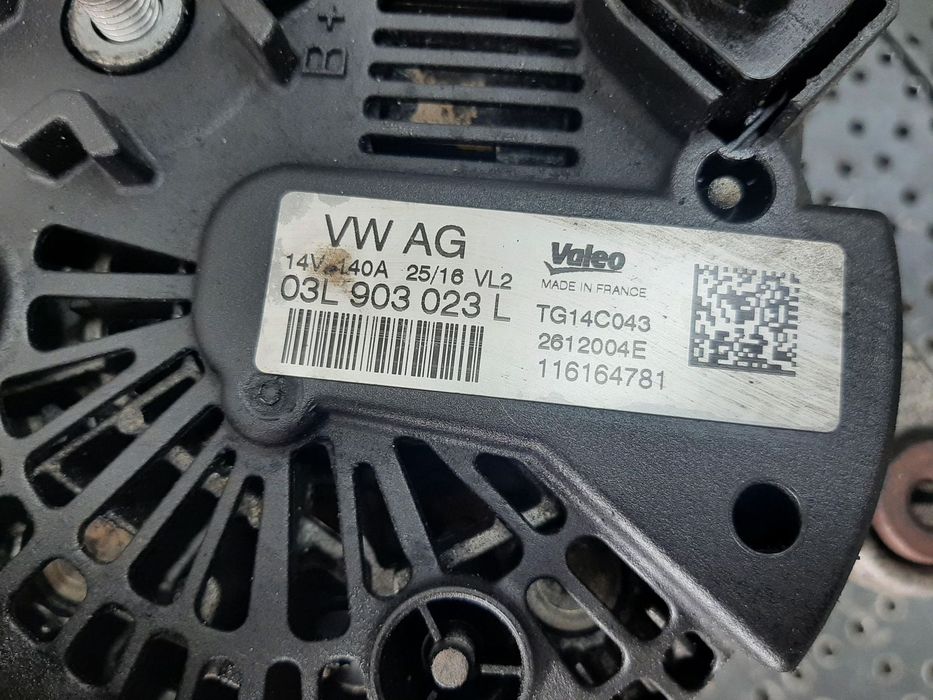 B+
VW AG
14V 140A 25/16 VL2
03L 903 023 L
Valeo
MADE IN FRANCE
TG14C043
2612004E
116164781